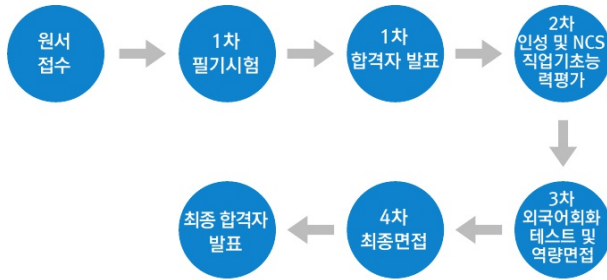 원서
접수
1차
필기시험
1차
합격자 발표
2차
인성 및 NCS
직업기초능
력평가
3차
외국어회화
테스트 및
역량면접
4차
최종면접
최종 합격자
발표